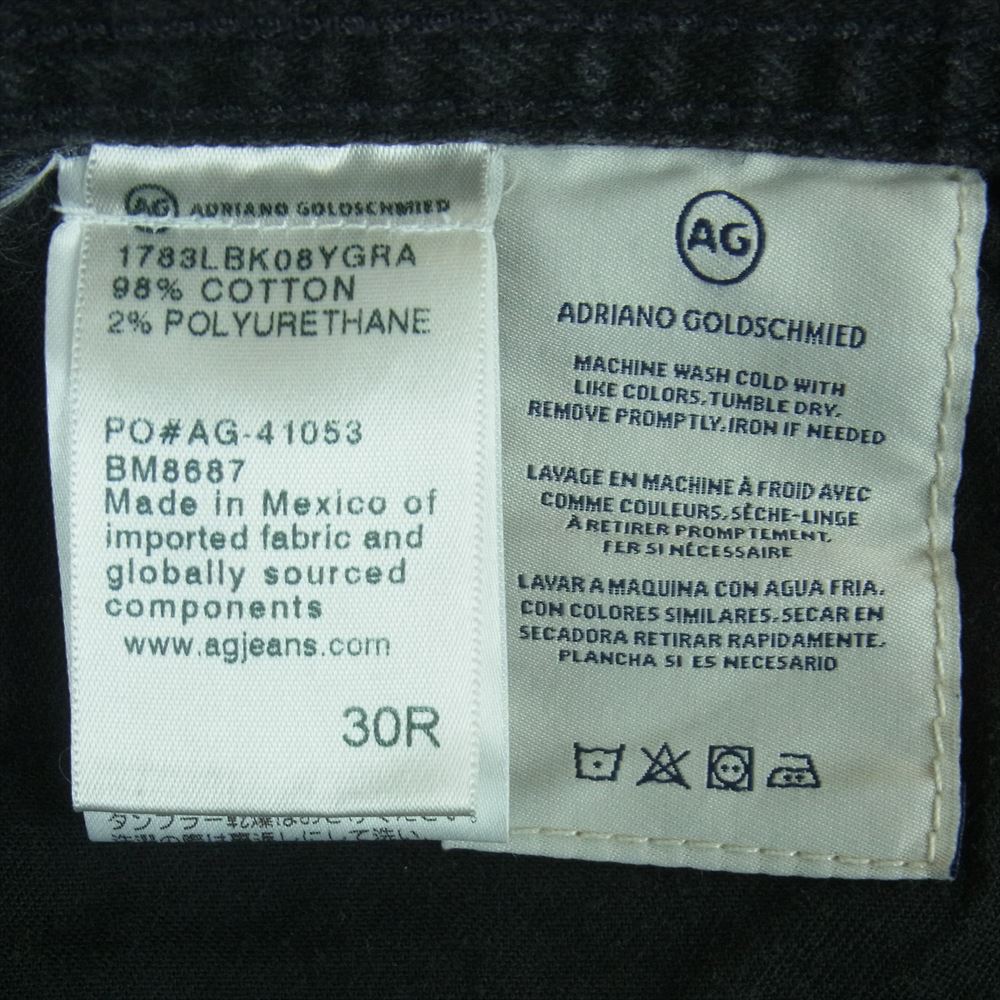 AG ADRIANO GOLDSCHMIED
1783LBK08YGRA
98% COTTON
2% POLYURETHANE
PO#AG-41053
BM8687
Made in Mexico of
imported fabric and
globally sourced
components
www.agjeans.com
30R
AG
ADRIANO GOLDSCHMIED
MACHINE WASH COLD WITH
LIKE COLORS,TUMBLE DRY.
REMOVE PROMPTLY,IRON IF NEEDED
LAVAGE EN MACHINE À FROID AVEC
COMME COULEURS,SÈCHE-LINGE
À RETIRER PROMPTEMENT.
FER SI NÉCESSAIRE
LAVAR A MAQUINA CON AGUA FRIA.
CON COLORES SIMILARES.SECAR EN
SECADORA RETIRAR RAPIDAMENTE.
PLANCHA SI ES NECESARIO